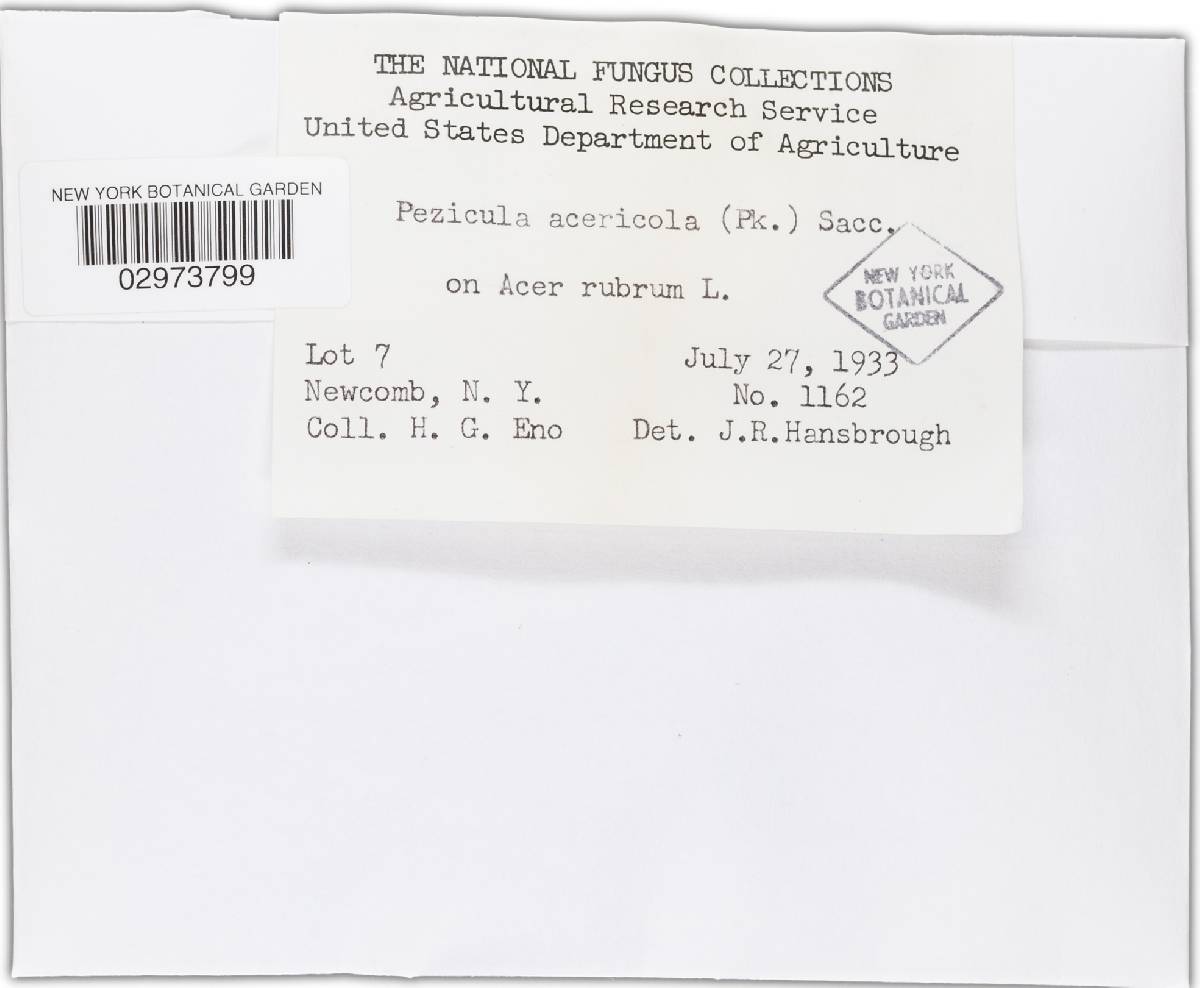 THE NATIONAL FUNGUS COLLECTIONS
Agricultural Research Service
United States Department of Agriculture
NEW YORK BOTANICAL GARDEN
02973799
Pezicula acericola (Pk.) Sacc.
on Acer rubrum L.
NEW YORK
BOTANICAL
GARDEN
Lot 7 July 27, 1933
Newcomb, N. Y. No. 1162
Coll. H. G. Eno Det. J.R.Hansbrough